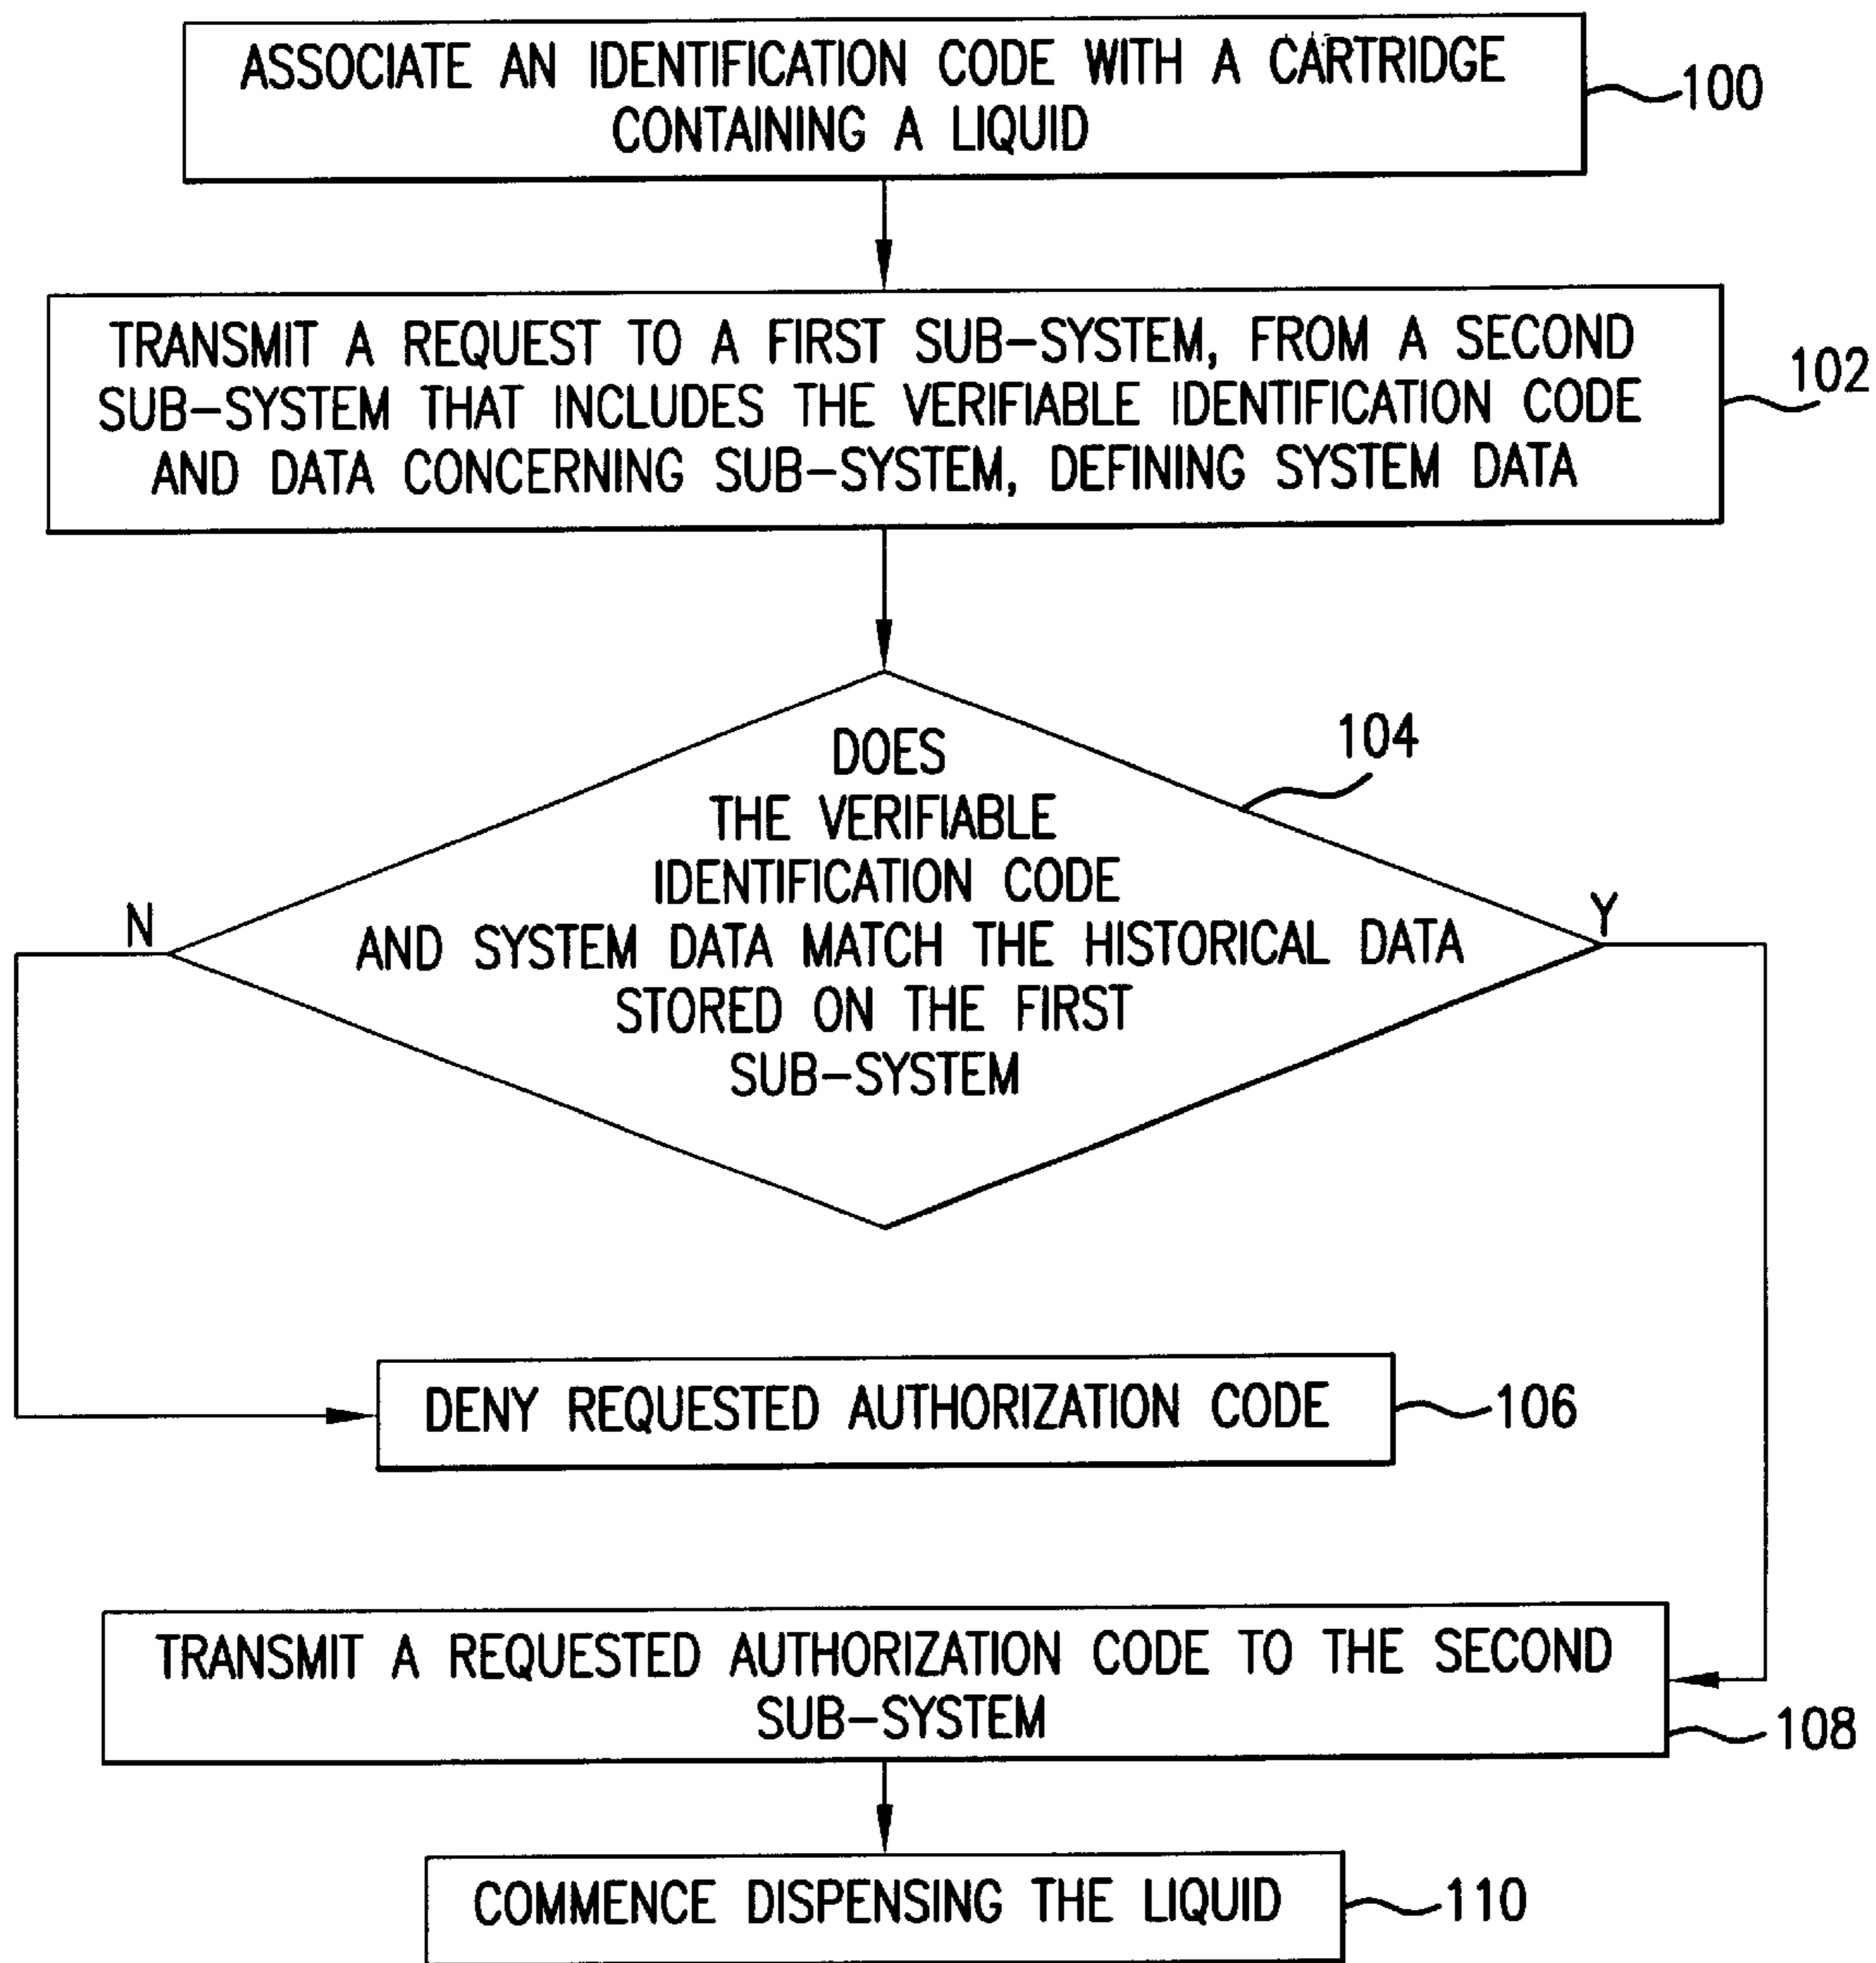 ASSOCIATE AN IDENTIFICATION CODE WITH A CARTRIDGE
CONTAINING A LIQUID
100
TRANSMIT A REQUEST TO A FIRST SUB-SYSTEM, FROM A SECOND
SUB-SYSTEM THAT INCLUDES THE VERIFIABLE IDENTIFICATION CODE
AND DATA CONCERNING SUB-SYSTEM, DEFINING SYSTEM DATA
102
DOES
THE VERIFIABLE
IDENTIFICATION CODE
AND SYSTEM DATA MATCH THE HISTORICAL DATA
STORED ON THE FIRST
SUB-SYSTEM
104
N
Y
DENY REQUESTED AUTHORIZATION CODE
106
TRANSMIT A REQUESTED AUTHORIZATION CODE TO THE SECOND
SUB-SYSTEM
108
COMMENCE DISPENSING THE LIQUID
110